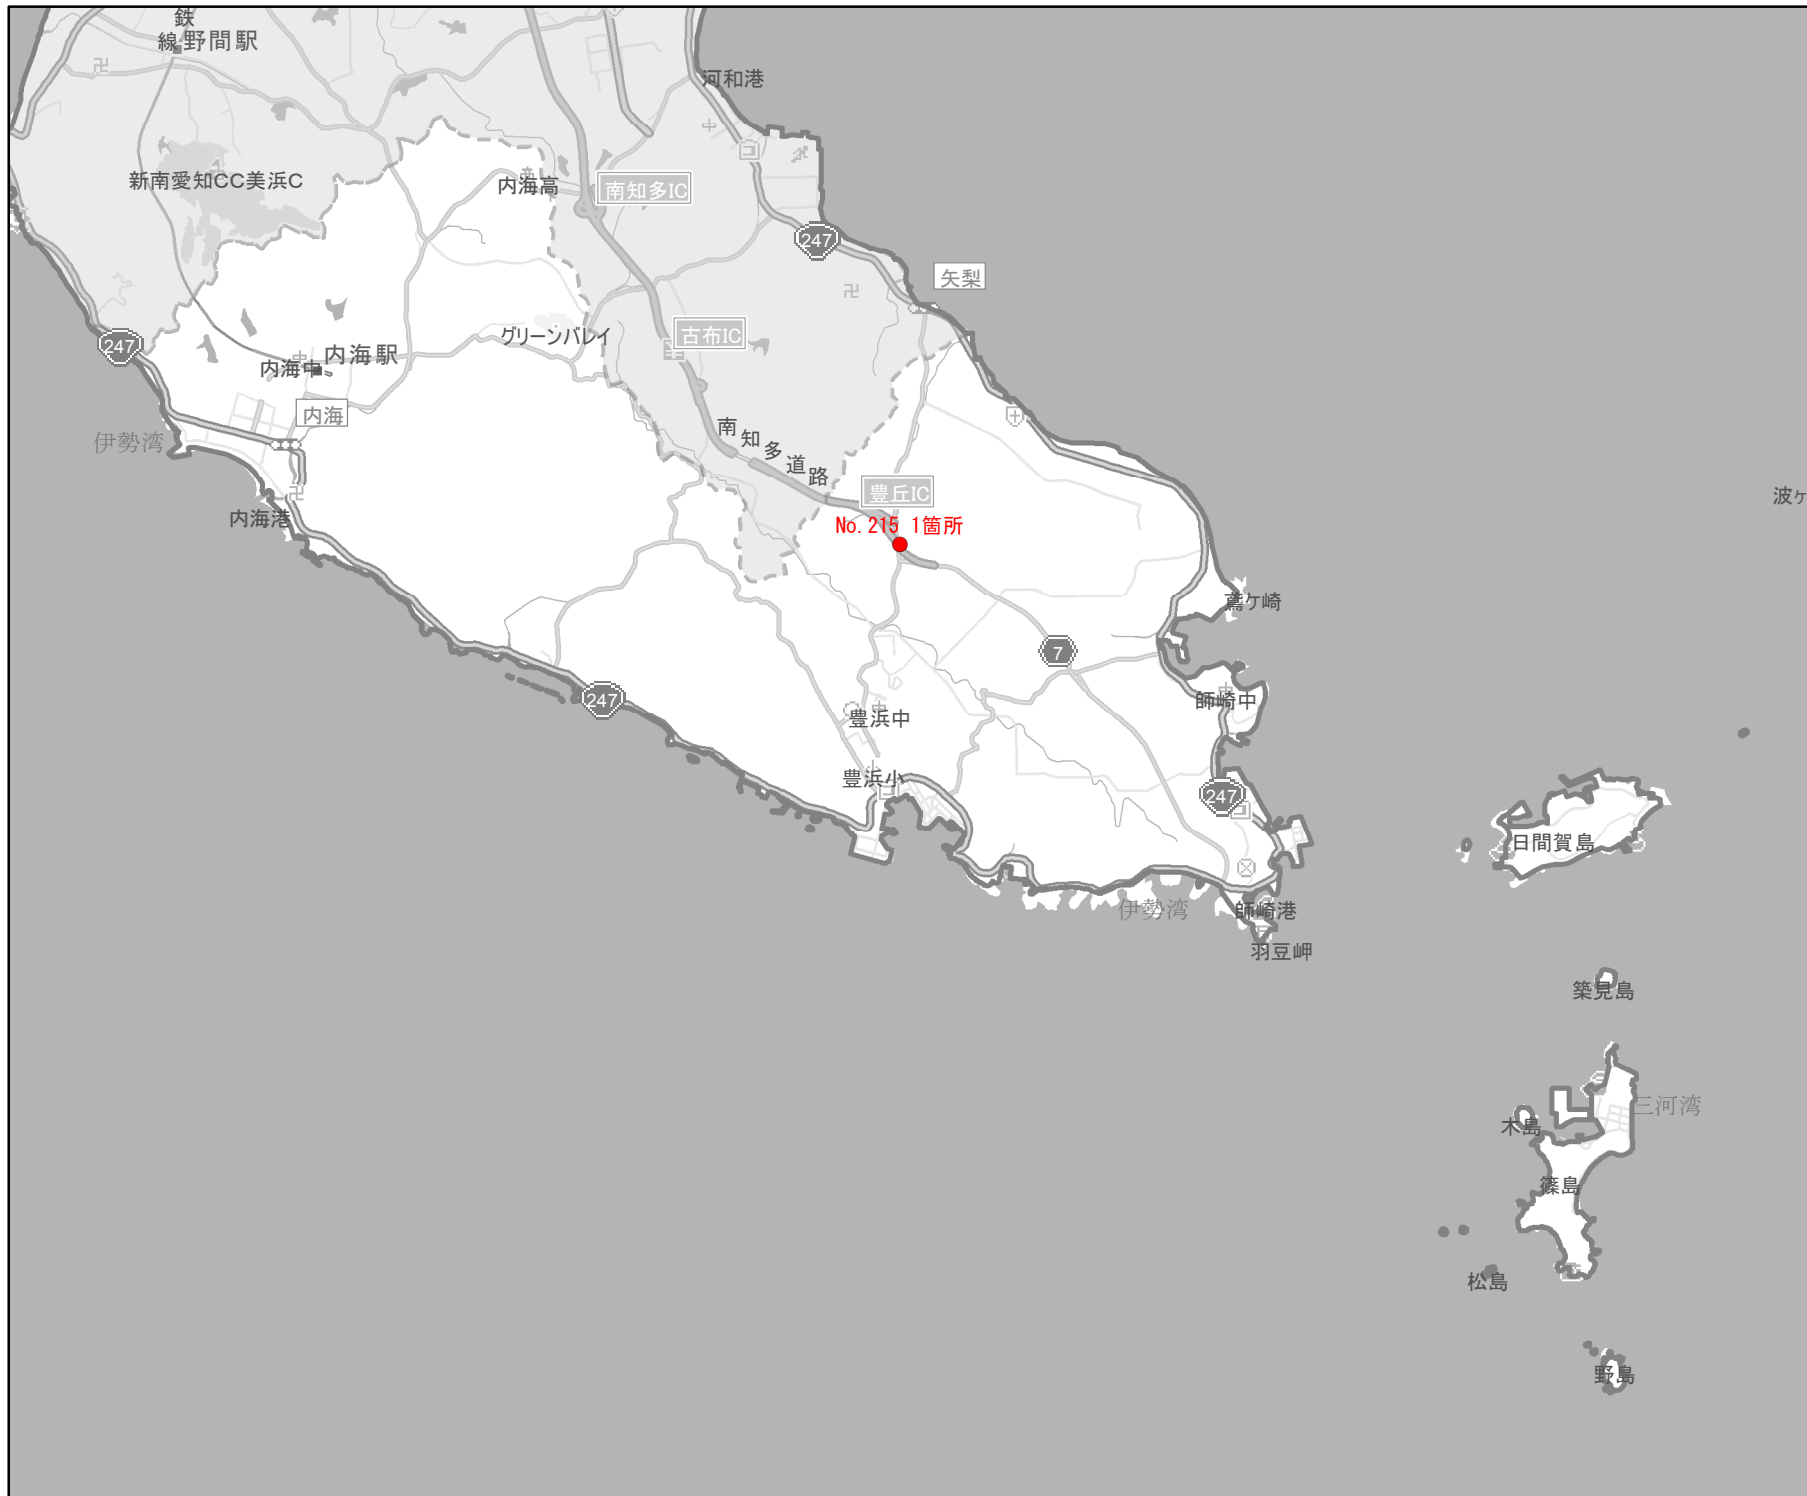 鉄
線
野間駅
河和港
新南愛知CC美浜C
内海高
南知多IC
247
矢梨
古布IC
グリーンバレイ
247
内海駅
内海中
内海
伊勢湾
南知多道路
豊丘IC
波ケ
内海港
No.215 1箇所
鳶ケ崎
7
247
師崎中
豊浜中
豊浜小
247
日間賀島
伊勢湾
師崎港
羽豆岬
築見島
三河湾
木島
篠島
松島
野島